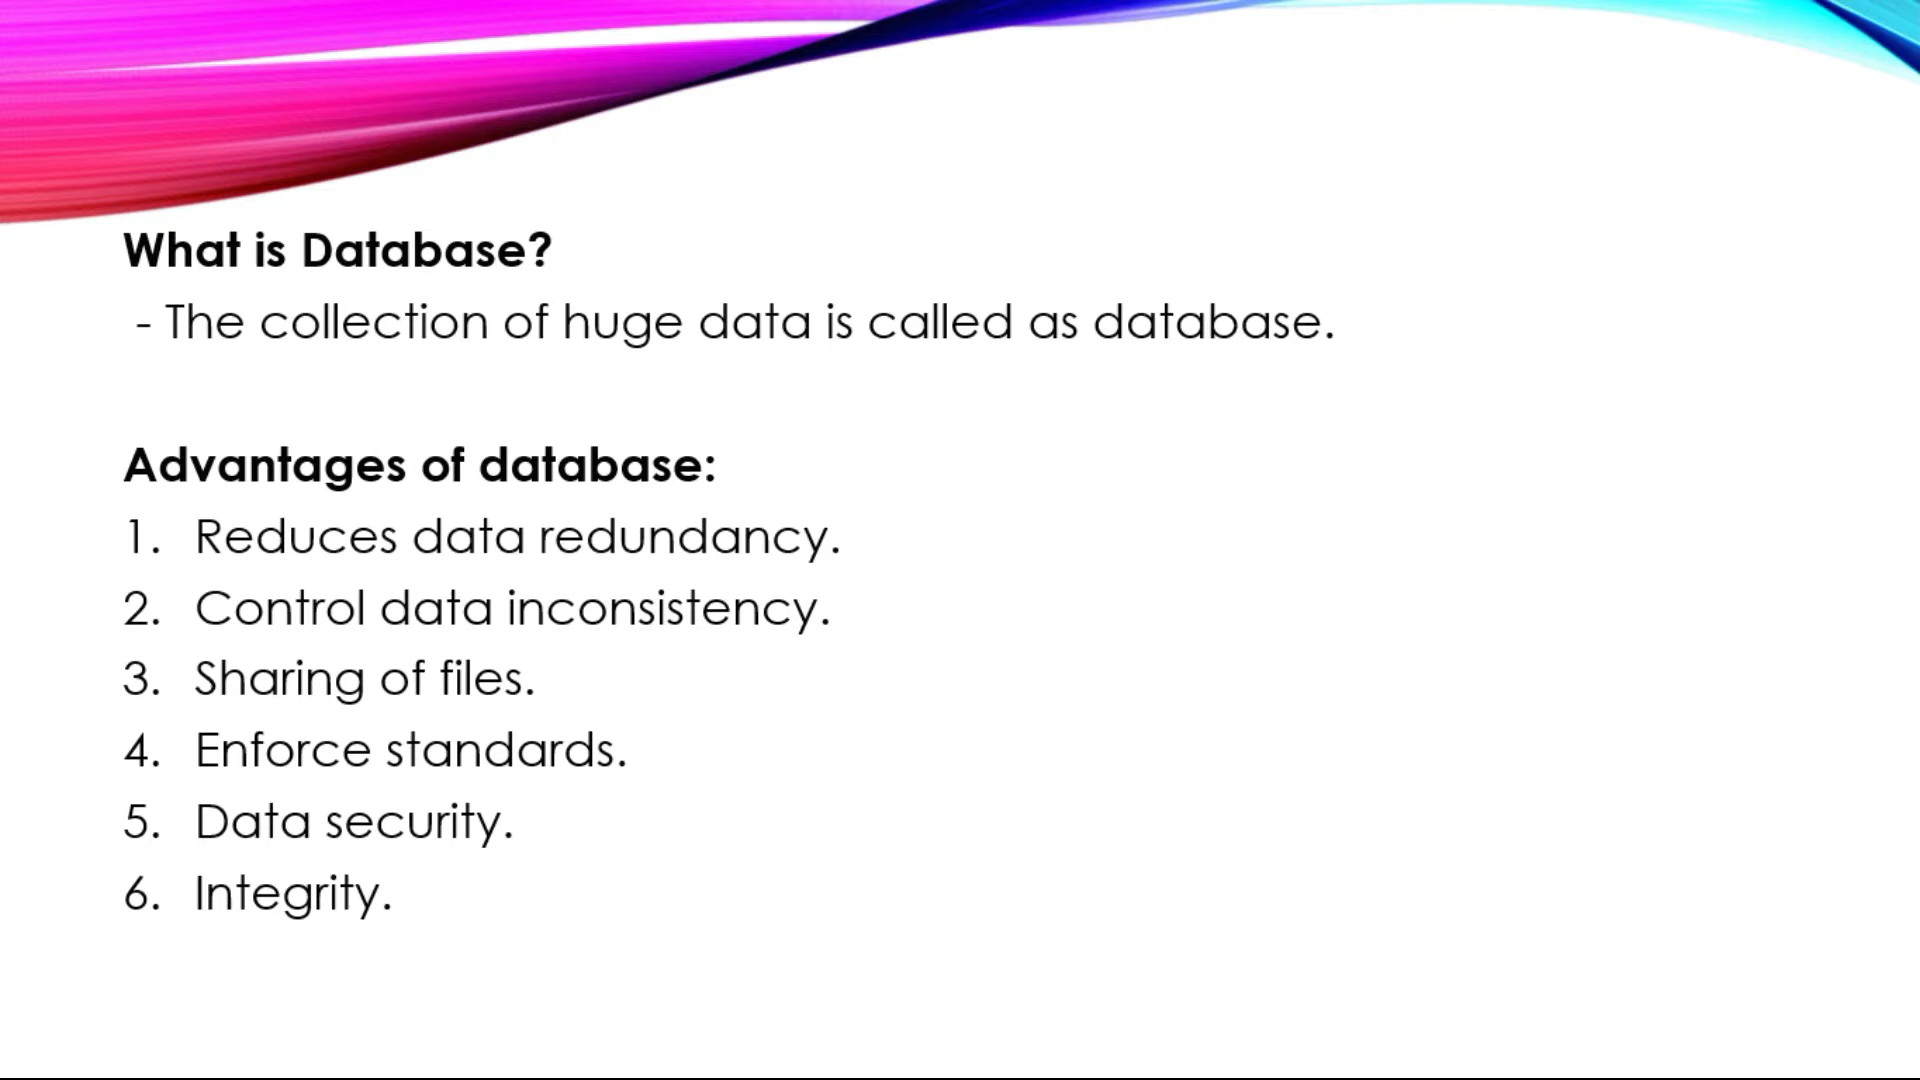 What is Database?
- The collection of huge data is called as database.
Advantages of database:
1. Reduces data redundancy.
2. Control data inconsistency.
3. Sharing of files.
4. Enforce standards.
5. Data security.
6. Integrity.